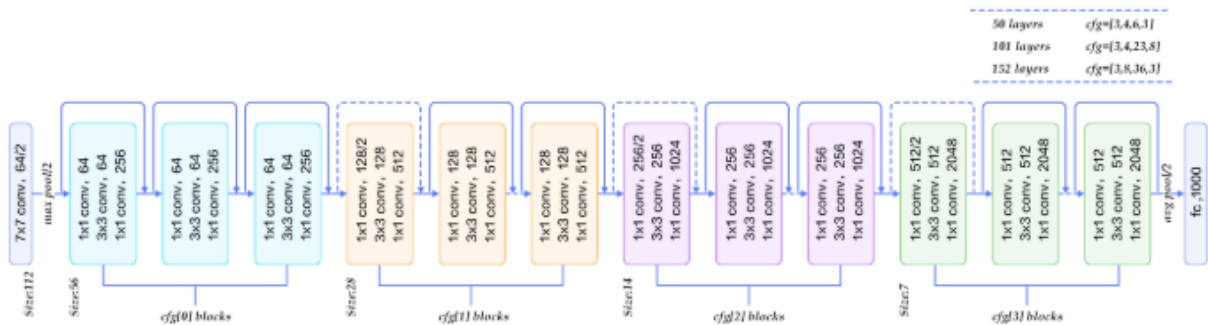 50 layers cfg=[3,4,6,3]
101 layers cfg=[3,4,23,8]
152 layers cfg=[3,8,36,3]
7x7 conv, 64/2
max pool/2
1x1 conv, 64
3x3 conv, 64
1x1 conv, 256
1x1 conv, 64
3x3 conv, 64
1x1 conv, 256
1x1 conv, 64
3x3 conv, 64
1x1 conv, 256
1x1 conv, 128/2
3x3 conv, 128
1x1 conv, 512
1x1 conv, 128
3x3 conv, 128
1x1 conv, 512
1x1 conv, 128
3x3 conv, 128
1x1 conv, 512
1x1 conv, 256/2
3x3 conv, 256
1x1 conv, 1024
1x1 conv, 256
3x3 conv, 256
1x1 conv, 1024
1x1 conv, 256
3x3 conv, 256
1x1 conv, 1024
1x1 conv, 512/2
3x3 conv, 512
1x1 conv, 2048
1x1 conv, 512
3x3 conv, 512
1x1 conv, 2048
1x1 conv, 512
3x3 conv, 512
1x1 conv, 2048
avg pool/2
fc ,1000
Size:112
Size:56
cfg[0] blocks
Size:28
cfg[1] blocks
Size:14
cfg[2] blocks
Size:7
cfg[3] blocks